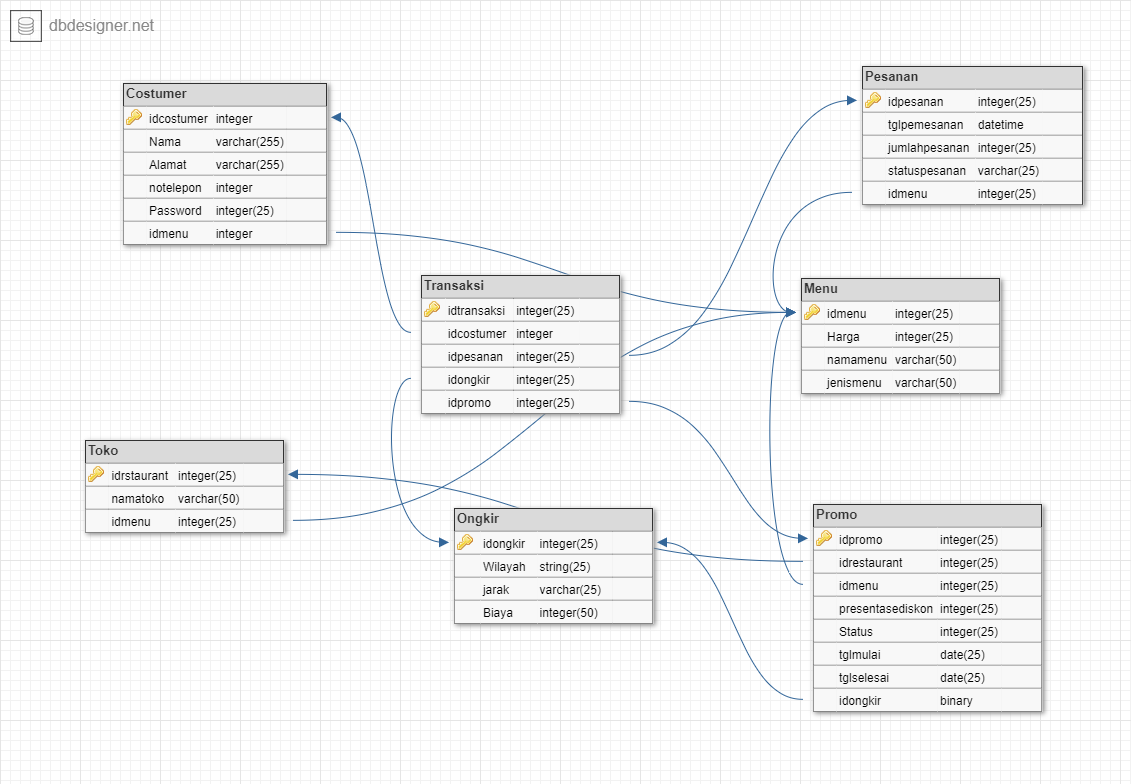 dbdesigner.net
Costumer
idcostumer integer
Nama varchar(255)
Alamat varchar(255)
notelepon integer
Password integer(25)
idmenu integer
Pesanan
idpesanan integer(25)
tglpemesanan datetime
jumlahpesanan integer(25)
statuspesanan varchar(25)
idmenu integer(25)
Transaksi
idtransaksi integer(25)
idcostumer integer
idpesanan integer(25)
idongkir integer(25)
idpromo integer(25)
Menu
idmenu integer(25)
Harga integer(25)
namamenu varchar(50)
jenismenu varchar(50)
Toko
idrstaurant integer(25)
namatoko varchar(50)
idmenu integer(25)
Ongkir
idongkir integer(25)
Wilayah string(25)
jarak varchar(25)
Biaya integer(50)
Promo
idpromo integer(25)
idrestaurant integer(25)
idmenu integer(25)
presentasediskon integer(25)
Status integer(25)
tglmulai date(25)
tglselesai date(25)
idongkir binary